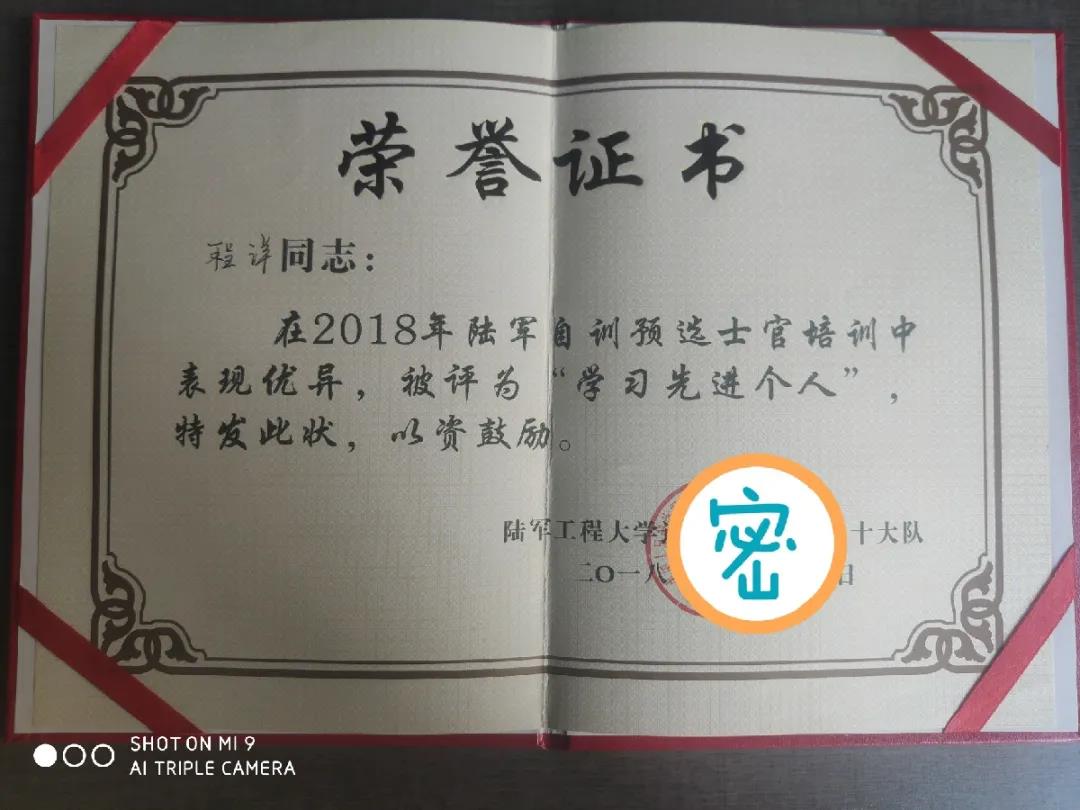 荣誉证书
程洋同志：
在2018年陆军自训预选士官培训中
表现优异，被评为“学习先进个人”，
特发此状，以资鼓励。
陆军工程大学 十大队
二〇一八 日
密
SHOT ON MI 9
AI TRIPLE CAMERA